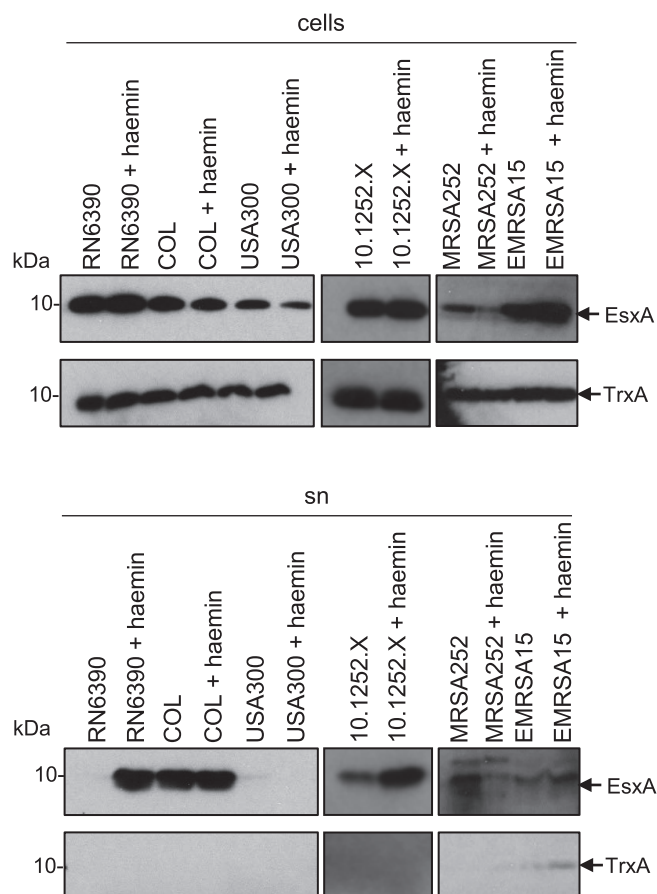 cells
RN6390
RN6390 + haemin
COL
COL + haemin
USA300
USA300 + haemin
10.1252.X
10.1252.X + haemin
MRSA252
MRSA252 + haemin
EMRSA15
EMRSA15 + haemin
kDa
10-
EsxA
10-
TrxA
sn
RN6390
RN6390 + haemin
COL
COL + haemin
USA300
USA300 + haemin
10.1252.X
10.1252.X + haemin
MRSA252
MRSA252 + haemin
EMRSA15
EMRSA15 + haemin
kDa
10-
EsxA
10-
TrxA